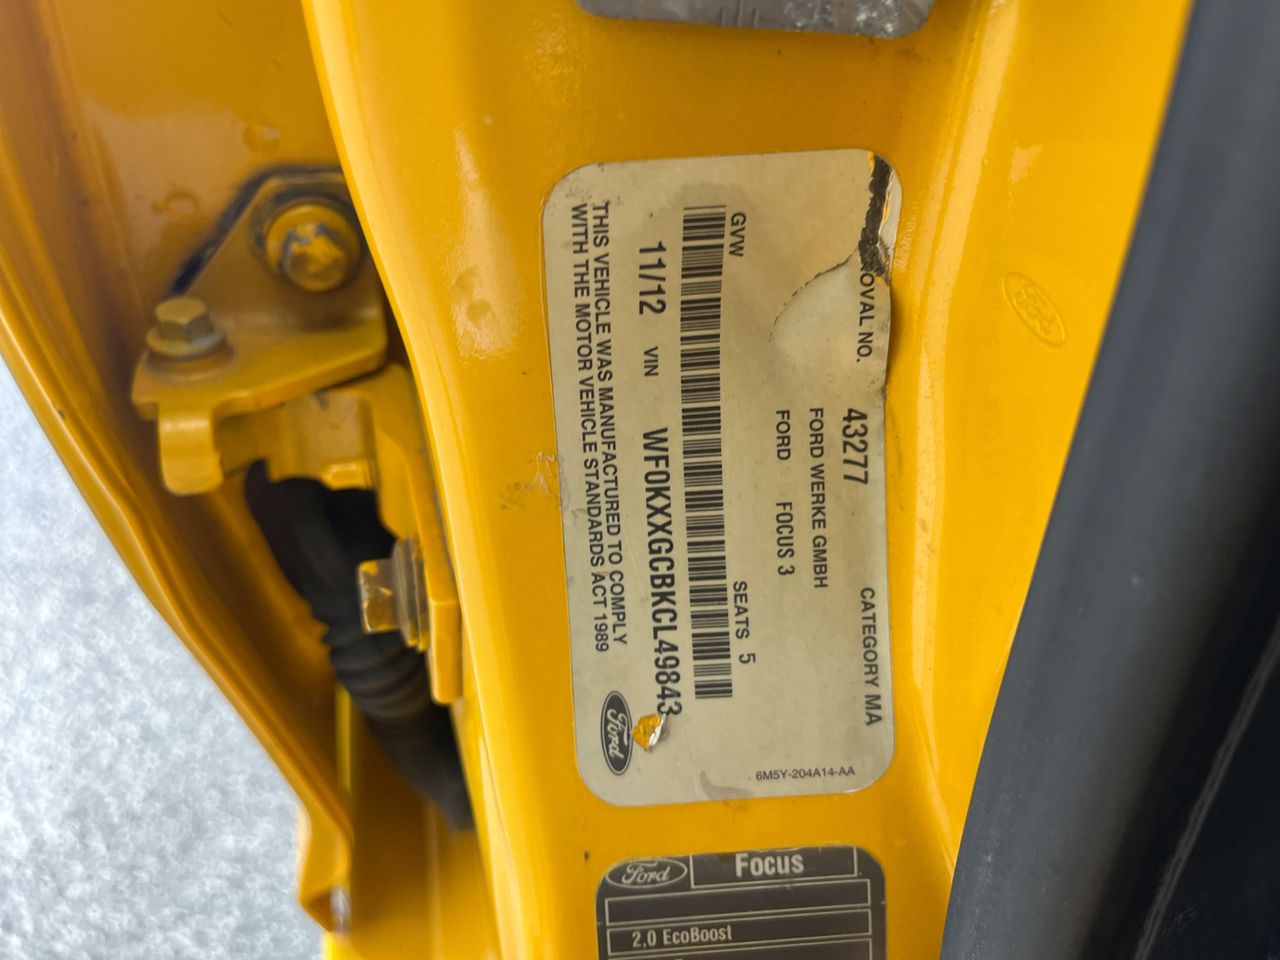 OVAL NO. 43277 CATEGORY MA
FORD WERKE GMBH
FORD FOCUS 3
GVW SEATS 5
11/12 VIN WF0KXXGCBKCL49843
THIS VEHICLE WAS MANUFACTURED TO COMPLY
WITH THE MOTOR VEHICLE STANDARDS ACT 1989
Ford
6M5Y-204A14-AA
Ford Focus
2,0 EcoBoost
Ford